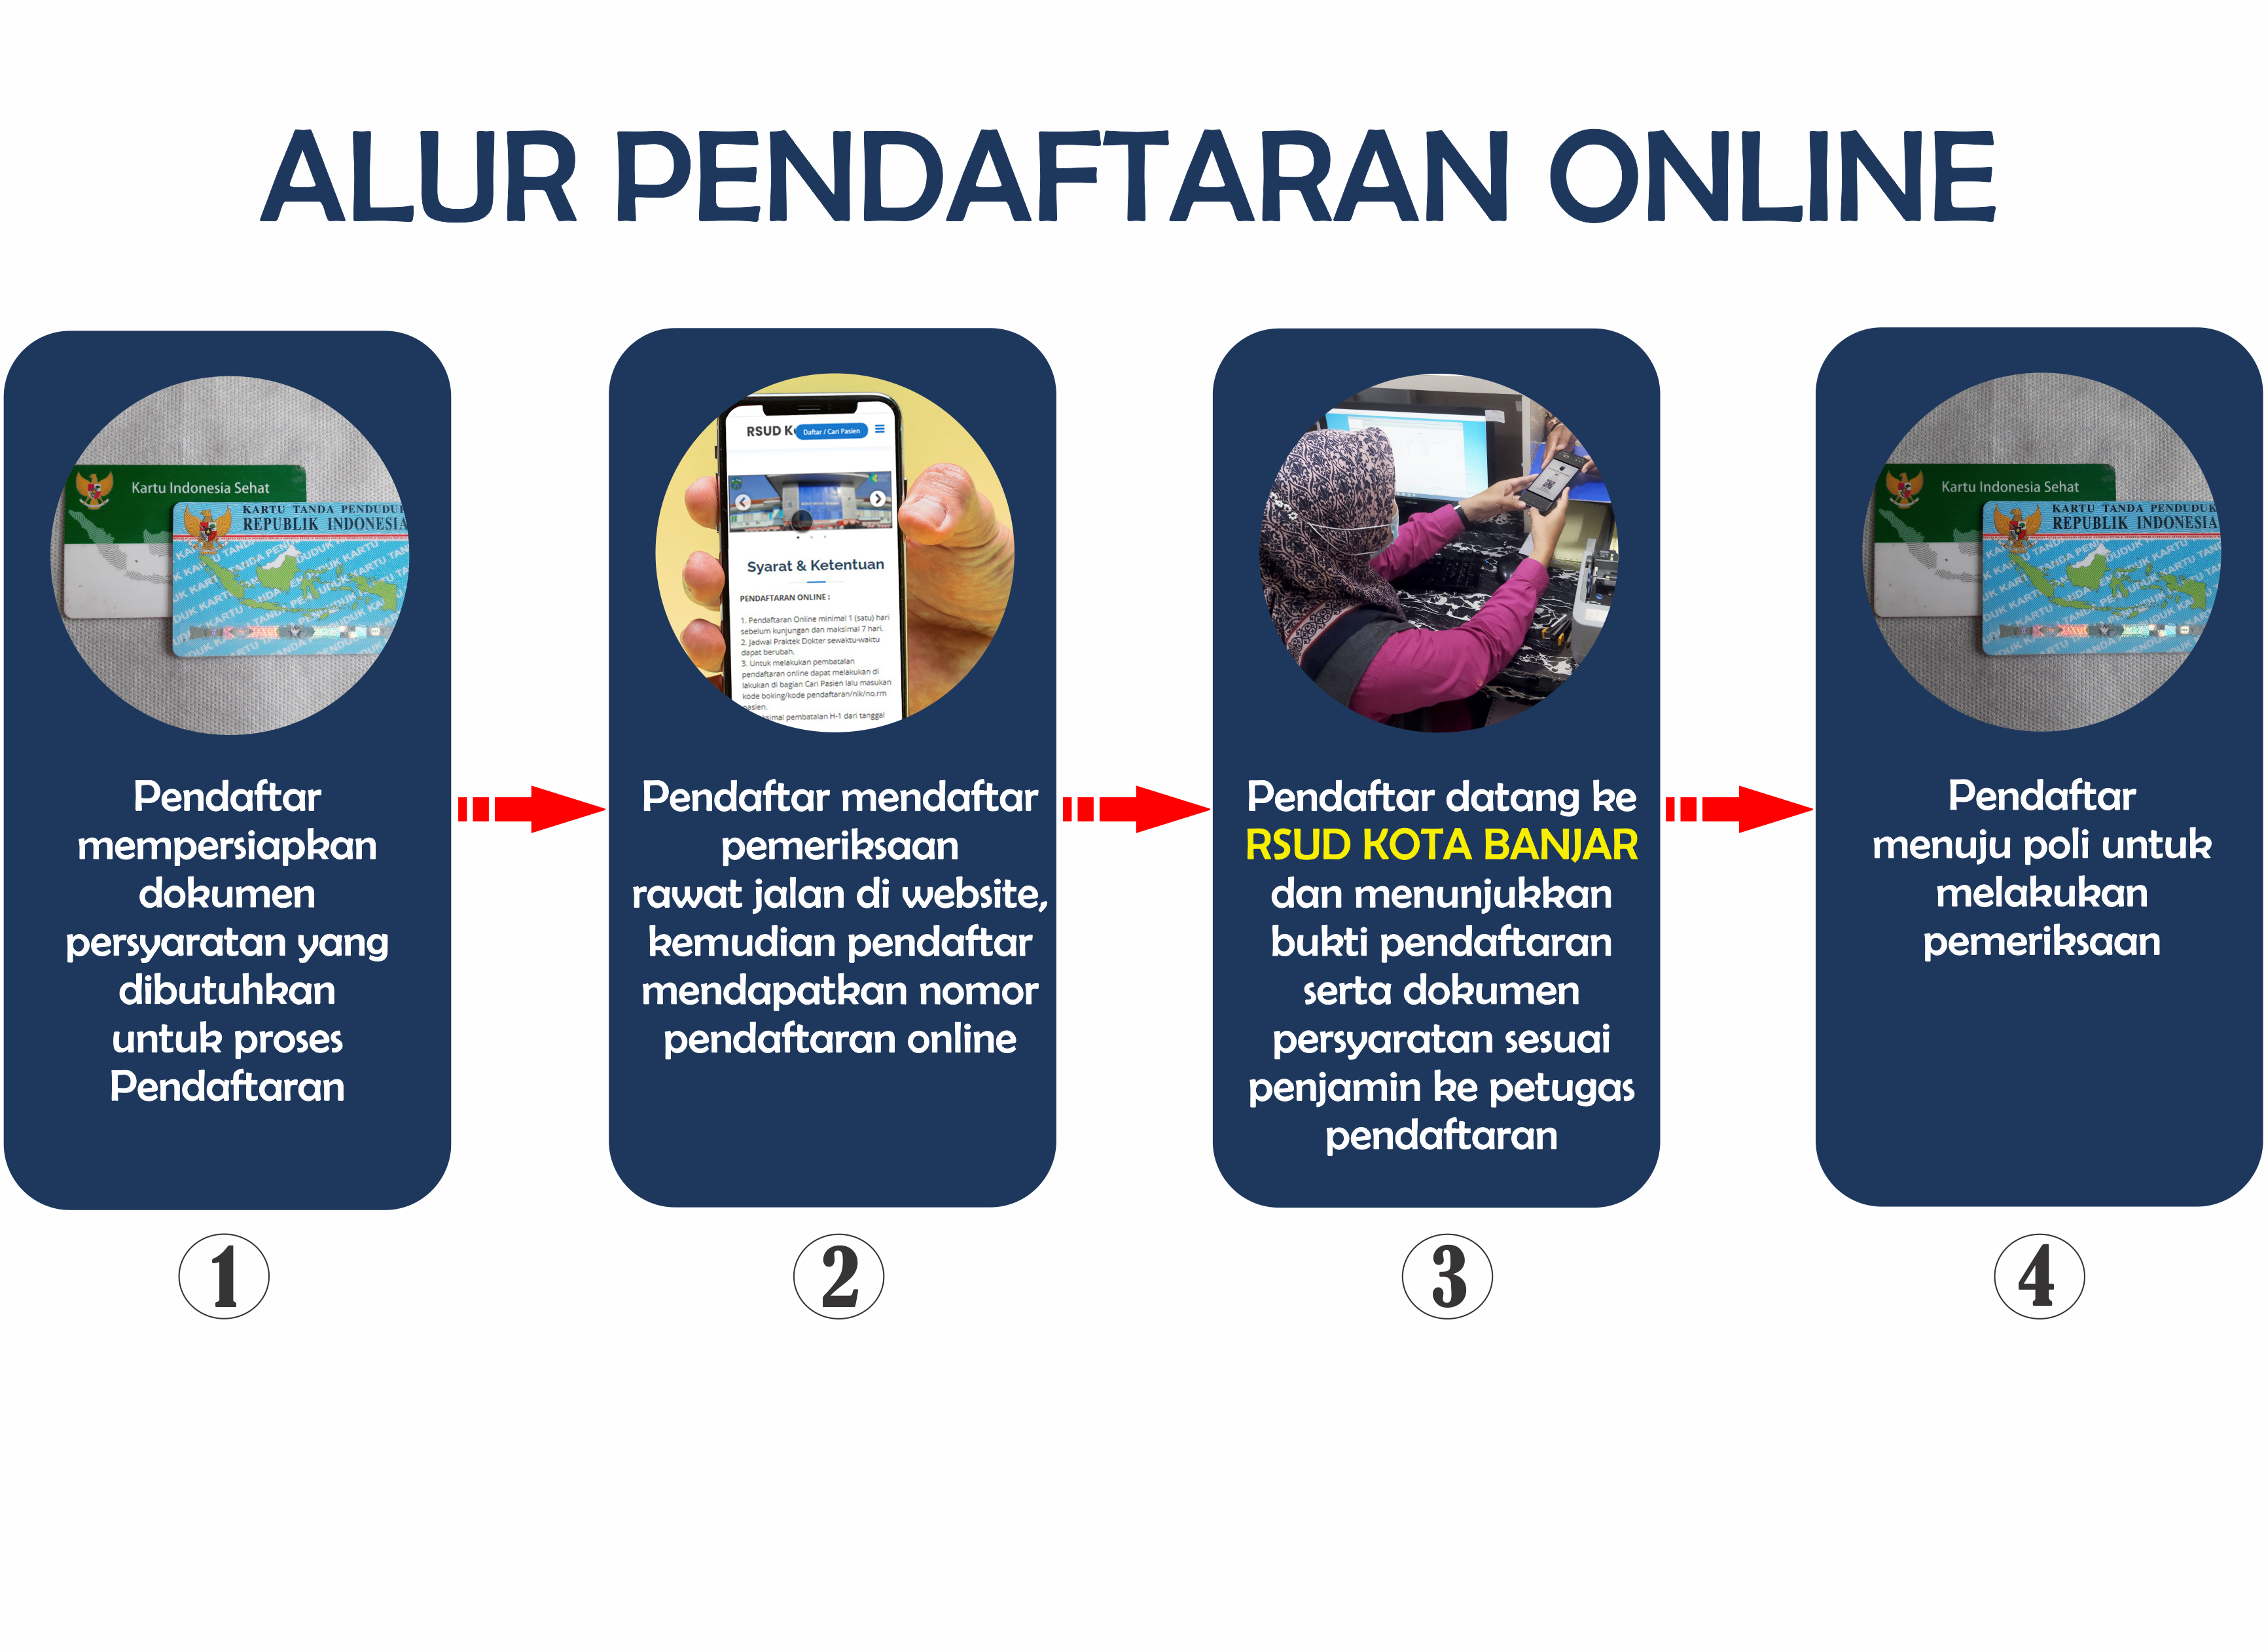 ALUR PENDAFTARAN ONLINE
Kartu Indonesia Sehat
KARTU TANDA PENDUDUK
REPUBLIK INDONESIA
Pendaftar
mempersiapkan
dokumen
persyaratan yang
dibutuhkan
untuk proses
Pendaftaran
1
RSUD
Daftar / Cari Pasien
Syarat & Ketentuan
PENDAFTARAN ONLINE :
1. Pendaftaran Online minimal 1 (satu) hari
sebelum kunjungan dan maksimal 7 hari.
2. Jadwal Praktek Dokter sewaktu-waktu
dapat berubah.
3. Untuk melakukan pembatalan
pendaftaran online dapat melakukan di
lakukan di bagian Cari Pasien lalu masukan
kode boking/kode pendaftaran/nik/no.rm
pasien.
pembatalan H-1 dari tanggal
Pendaftar mendaftar
pemeriksaan
rawat jalan di website,
kemudian pendaftar
mendapatkan nomor
pendaftaran online
2
Pendaftar datang ke
RSUD KOTA BANJAR
dan menunjukkan
bukti pendaftaran
serta dokumen
persyaratan sesuai
penjamin ke petugas
pendaftaran
3
Kartu Indonesia Sehat
KARTU TANDA PENDUDUK
REPUBLIK INDONESIA
Pendaftar
menuju poli untuk
melakukan
pemeriksaan
4